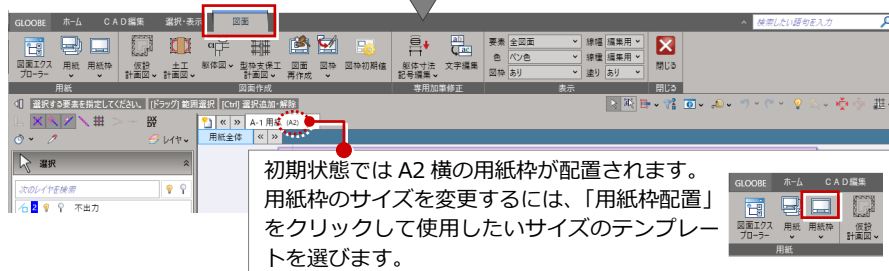 GLOOBE ホーム CAD編集 選択・表示 図面 検索したい語句を入力
図面エクス
プローラー 用紙 用紙枠 仮設
計画図 土工
計画図 躯体図 型枠支保工
計画図 図面
再作成 図枠 図枠初期値 躯体寸法
記号編集 文字編集 閉じる
要素 全図面 線幅 編集用
色 ペン色 線種 編集用
図枠 あり 塗り あり
用紙 図面作成 専用加筆修正 表示 閉じる
選択する要素を指定してください。 [ドラッグ] 範囲選択 [Ctrl] 選択追加・解除
A-1 用紙 (A2)
レイヤ 用紙全体
選択
次のレイヤを検索
2 不出力
初期状態では A2 横の用紙枠が配置されます。
用紙枠のサイズを変更するには、「用紙枠配置」
をクリックして使用したいサイズのテンプレー
トを選びます。
GLOOBE ホーム CAD編集
図面エクス
プローラー 用紙 用紙枠 仮設
計画図
用紙